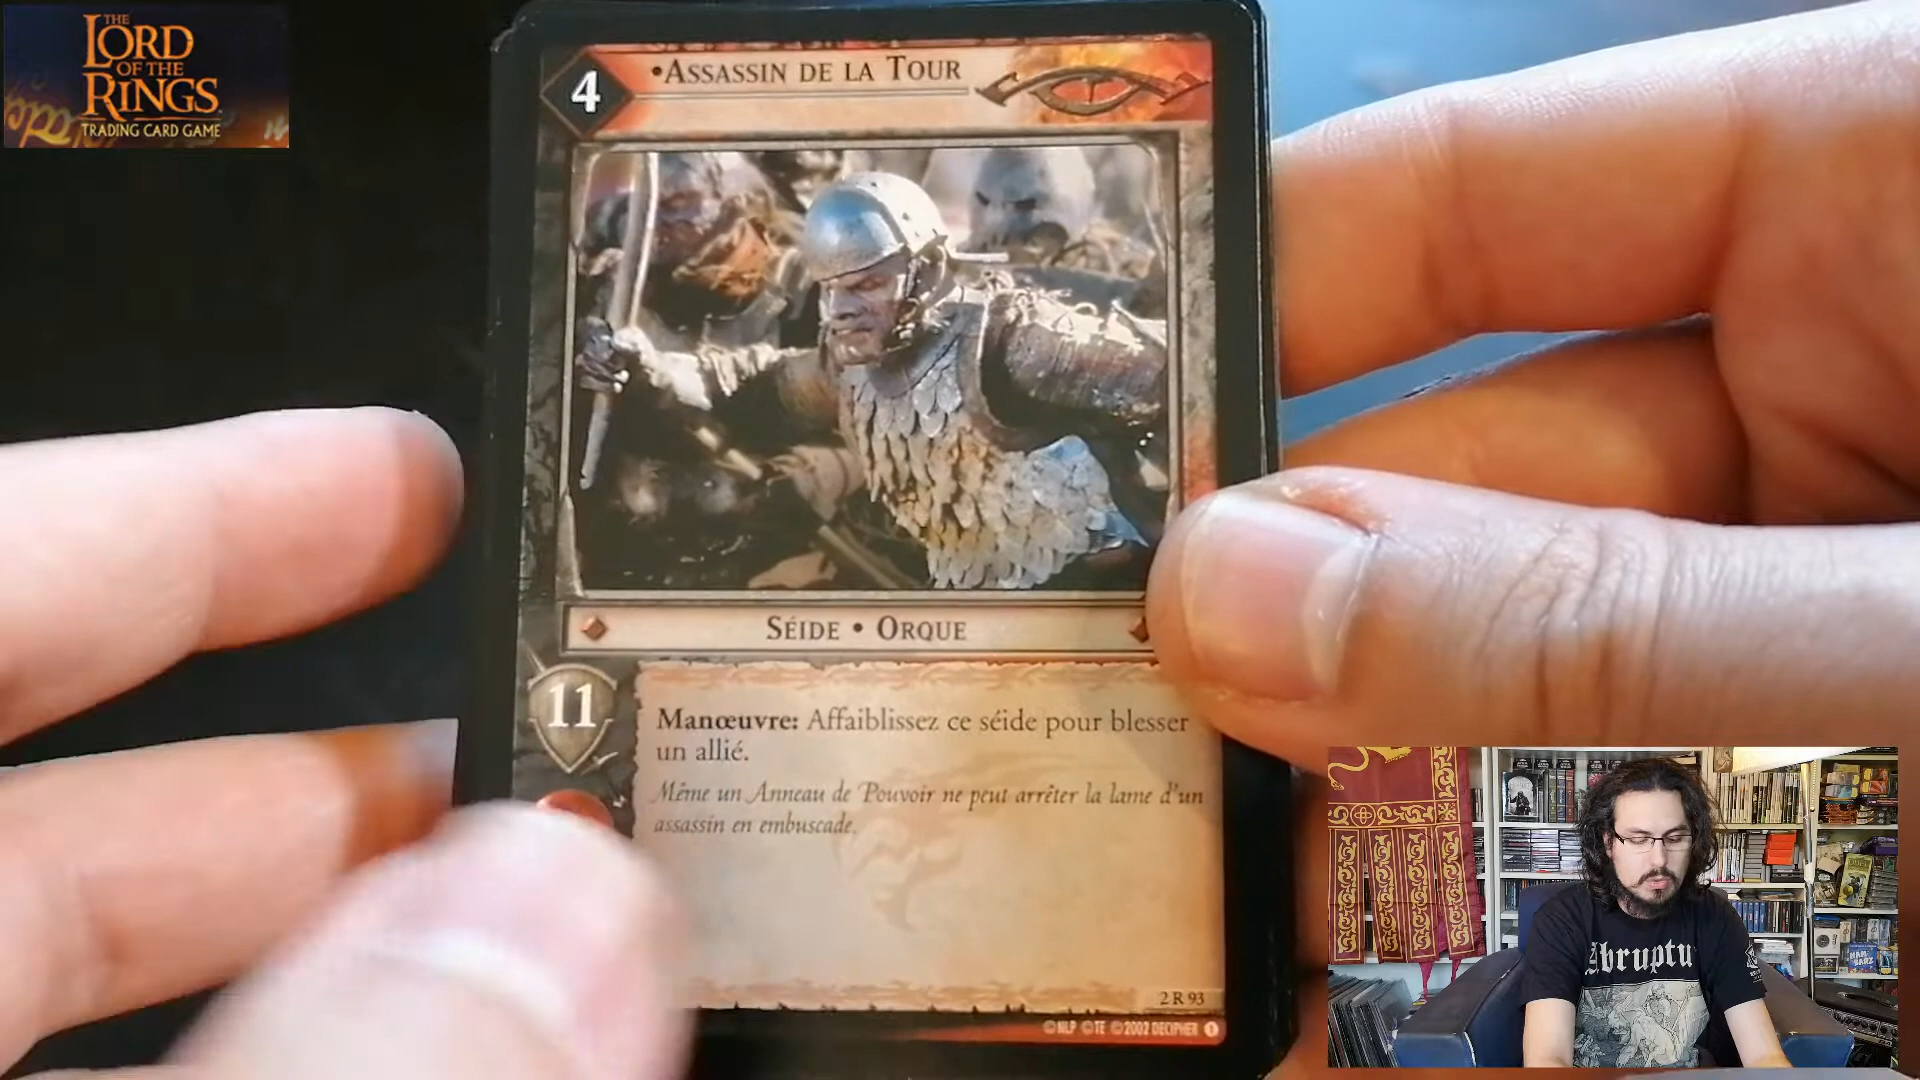 THE
LORD
OF THE
RINGS
TRADING CARD GAME
4
•ASSASSIN DE LA TOUR
SÉIDE • ORQUE
11
Manœuvre: Affaiblissez ce séide pour blesser
un allié.
Même un Anneau de Pouvoir ne peut arrêter la lame d'un
assassin en embuscade.
2 R 93
©NLP ©TE ©2002 DECIPHER 1
Abruptu